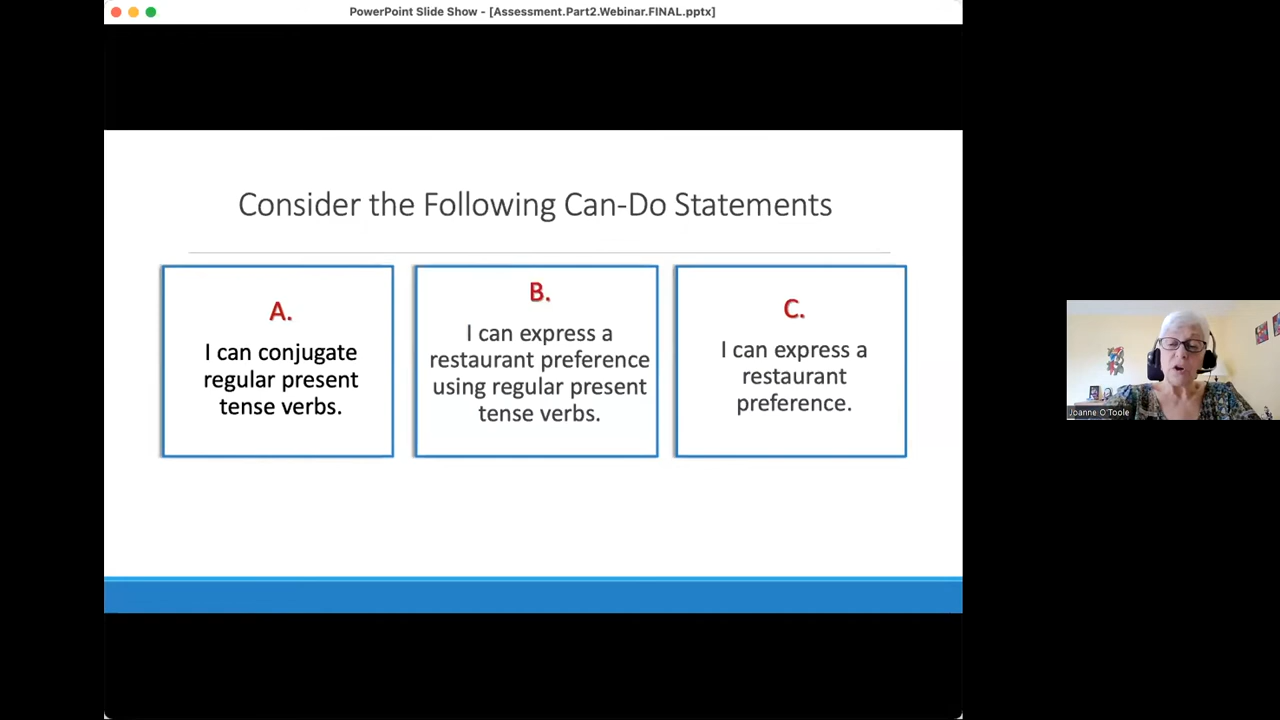 PowerPoint Slide Show - [Assessment.Part2.Webinar.FINAL.pptx]
Consider the Following Can-Do Statements
A.
I can conjugate
regular present
tense verbs.
B.
I can express a
restaurant preference
using regular present
tense verbs.
C.
I can express a
restaurant
preference.
Joanne O'Toole